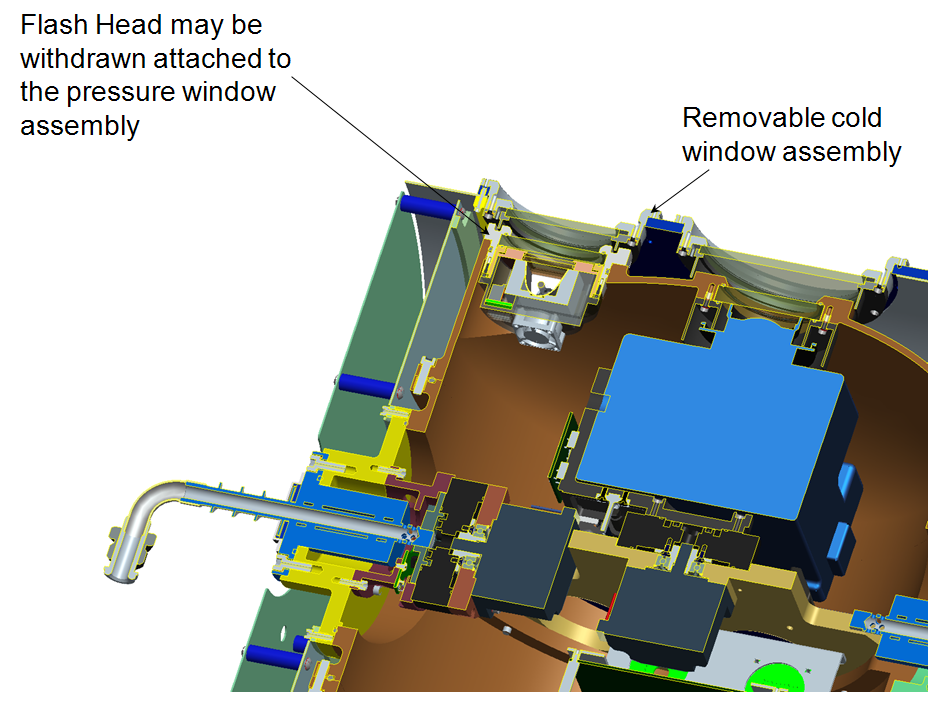 Flash Head may be
withdrawn attached to
the pressure window
assembly
Removable cold
window assembly